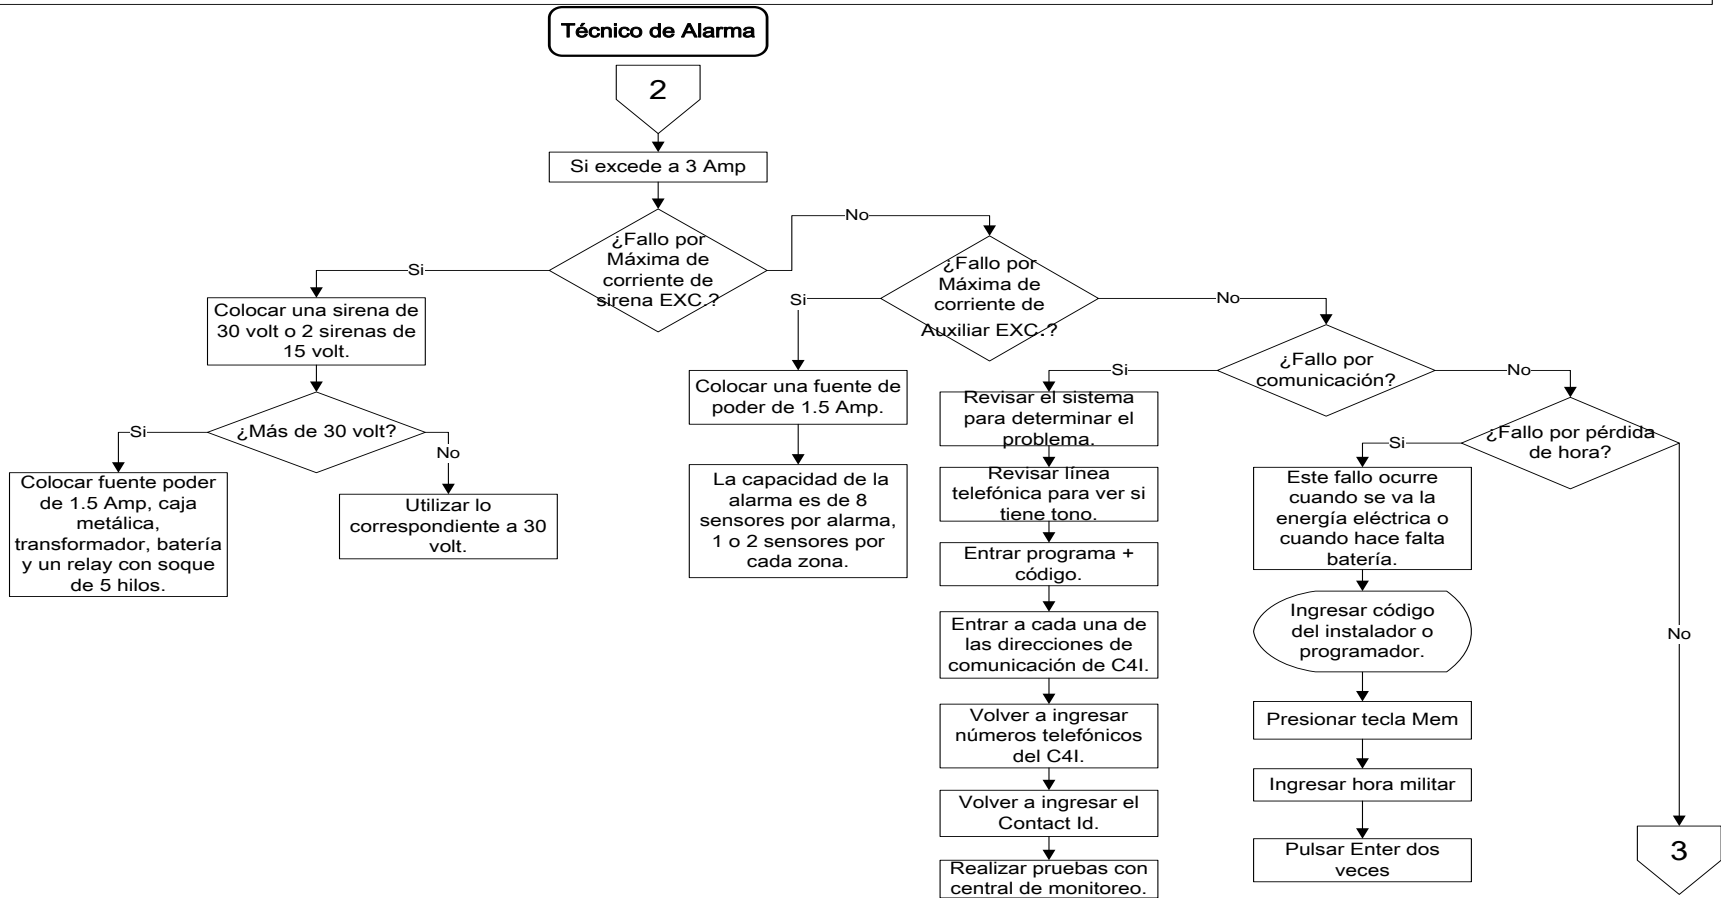 Técnico de Alarma
2
Si excede a 3 Amp
¿Fallo por
Máxima de
corriente de
sirena EXC.?
Si
No
Colocar una sirena de
30 volt o 2 sirenas de
15 volt.
¿Más de 30 volt?
Si
No
Colocar fuente poder
de 1.5 Amp, caja
metálica,
transformador, batería
y un relay con soque
de 5 hilos.
Utilizar lo
correspondiente a 30
volt.
¿Fallo por
Máxima de
corriente de
Auxiliar EXC.?
Si
No
Colocar una fuente de
poder de 1.5 Amp.
La capacidad de la
alarma es de 8
sensores por alarma,
1 o 2 sensores por
cada zona.
¿Fallo por
comunicación?
Si
No
Revisar el sistema
para determinar el
problema.
Revisar línea
telefónica para ver si
tiene tono.
Entrar programa +
código.
Entrar a cada una de
las direcciones de
comunicación de C4I.
Volver a ingresar
números telefónicos
del C4I.
Volver a ingresar el
Contact Id.
Realizar pruebas con
central de monitoreo.
¿Fallo por pérdida
de hora?
Si
No
Este fallo ocurre
cuando se va la
energía eléctrica o
cuando hace falta
batería.
Ingresar código
del instalador o
programador.
Presionar tecla Mem
Ingresar hora militar
Pulsar Enter dos
veces
3